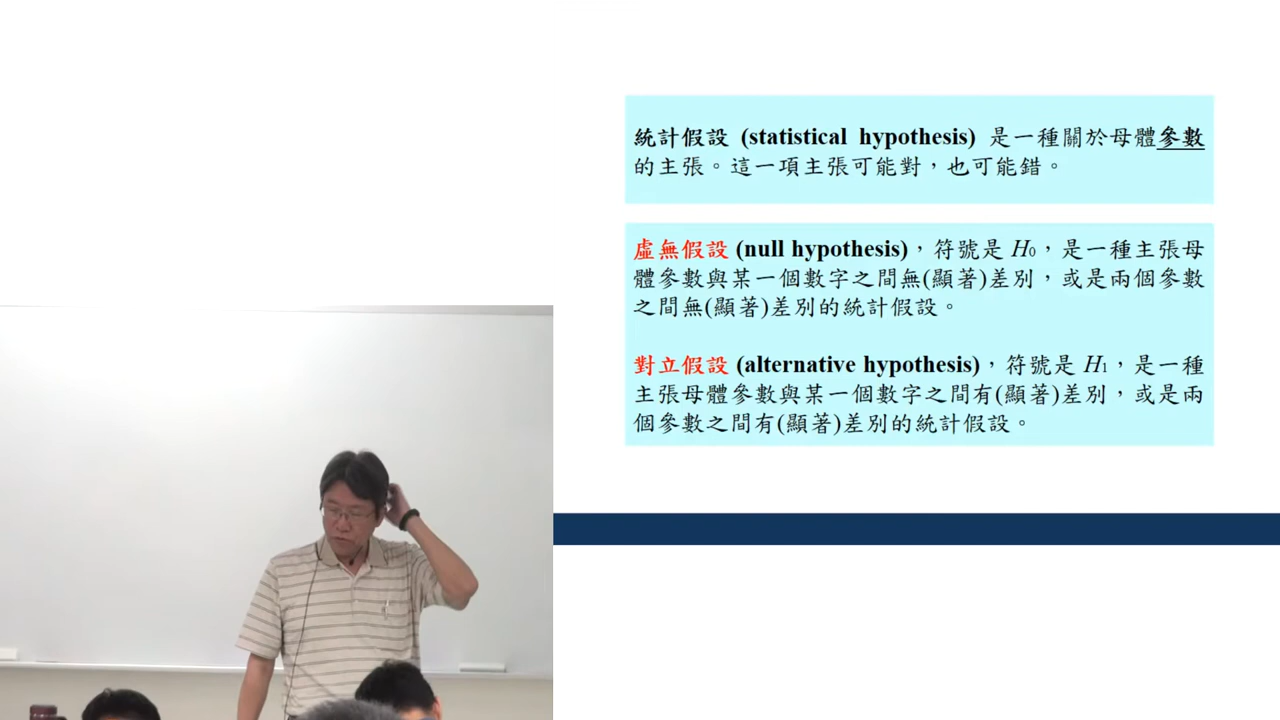 統計假設 (statistical hypothesis) 是一種關於母體參數
的主張。這一項主張可能對，也可能錯。
虛無假設 (null hypothesis)，符號是 H0，是一種主張母
體參數與某一個數字之間無(顯著)差別，或是兩個參數
之間無(顯著)差別的統計假設。
對立假設 (alternative hypothesis)，符號是 H1，是一種
主張母體參數與某一個數字之間有(顯著)差別，或是兩
個參數之間有(顯著)差別的統計假設。